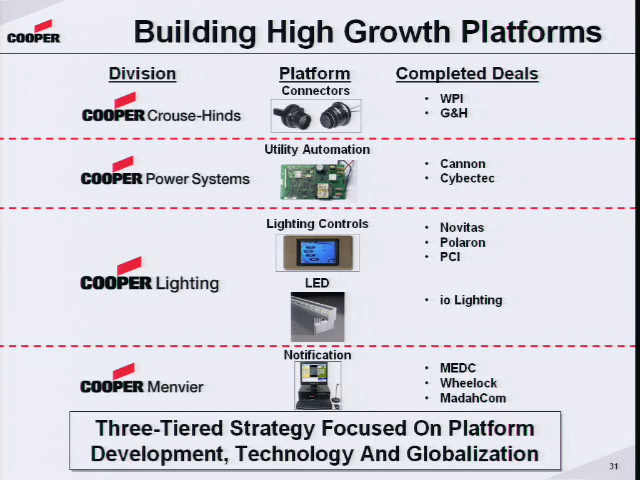 COOPER
Building High Growth Platforms
Division
Platform
Completed Deals
COOPER Crouse-Hinds
Connectors
• WPI
• G&H
COOPER Power Systems
Utility Automation
• Cannon
• Cybectec
COOPER Lighting
Lighting Controls
• Novitas
• Polaron
• PCI
LED
• io Lighting
COOPER Menvier
Notification
• MEDC
• Wheelock
• MadahCom
Three-Tiered Strategy Focused On Platform
Development, Technology And Globalization
31